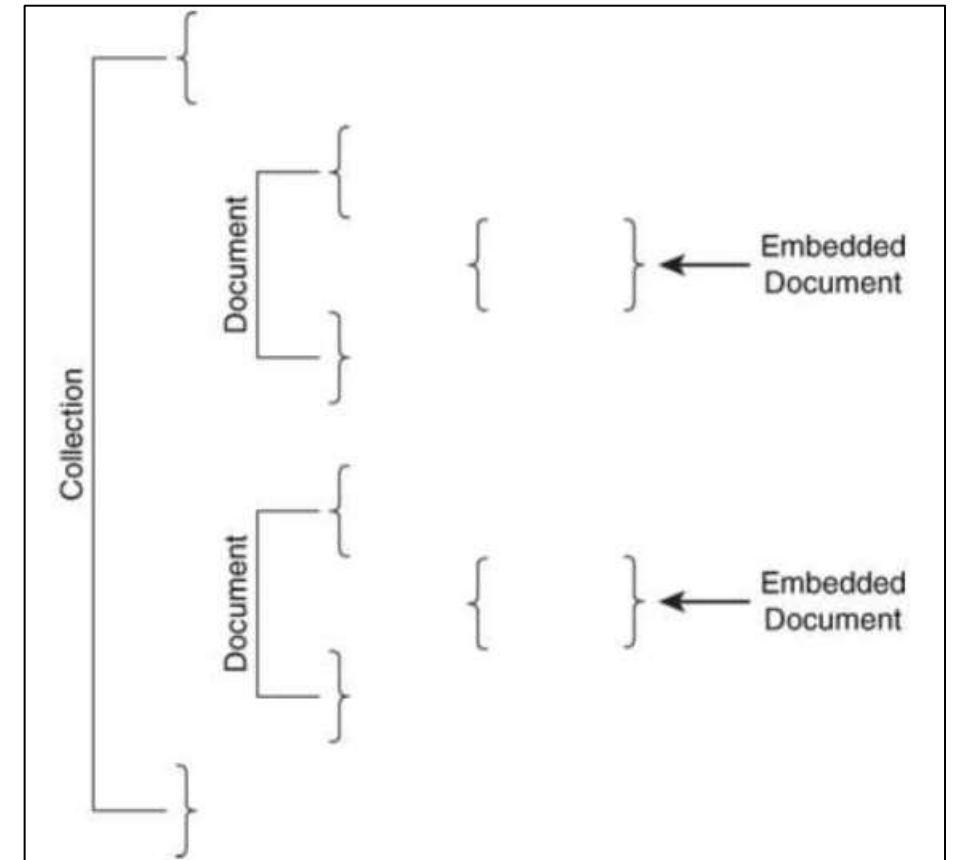 {
{
Document
{ }
Embedded
Document
}
Collection
{
Document
{ }
Embedded
Document
}
}